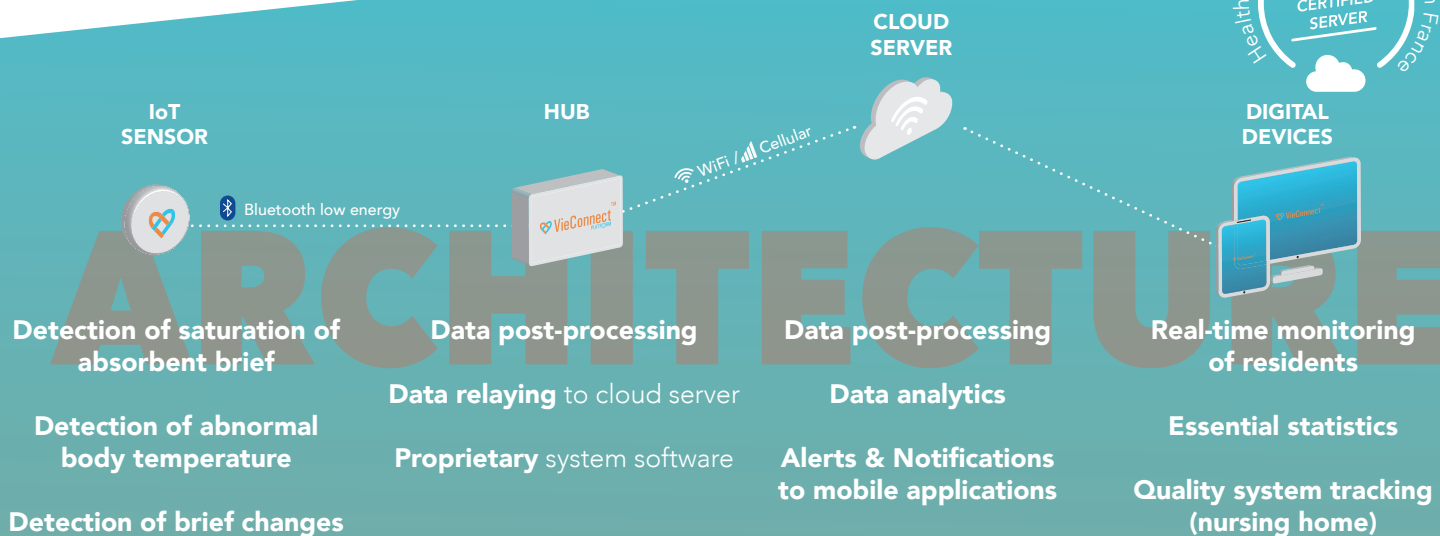 CLOUD
SERVER
Health
CERTIFIED
SERVER
France
IoT
SENSOR
HUB
DIGITAL
DEVICES
WiFi / Cellular
Bluetooth low energy
VieConnect TM
PLATFORM
VieConnect
ARCHITECTURE
Detection of saturation of
absorbent brief
Detection of abnormal
body temperature
Detection of brief changes
Data post-processing
Data relaying to cloud server
Proprietary system software
Data post-processing
Data analytics
Alerts & Notifications
to mobile applications
Real-time monitoring
of residents
Essential statistics
Quality system tracking
(nursing home)